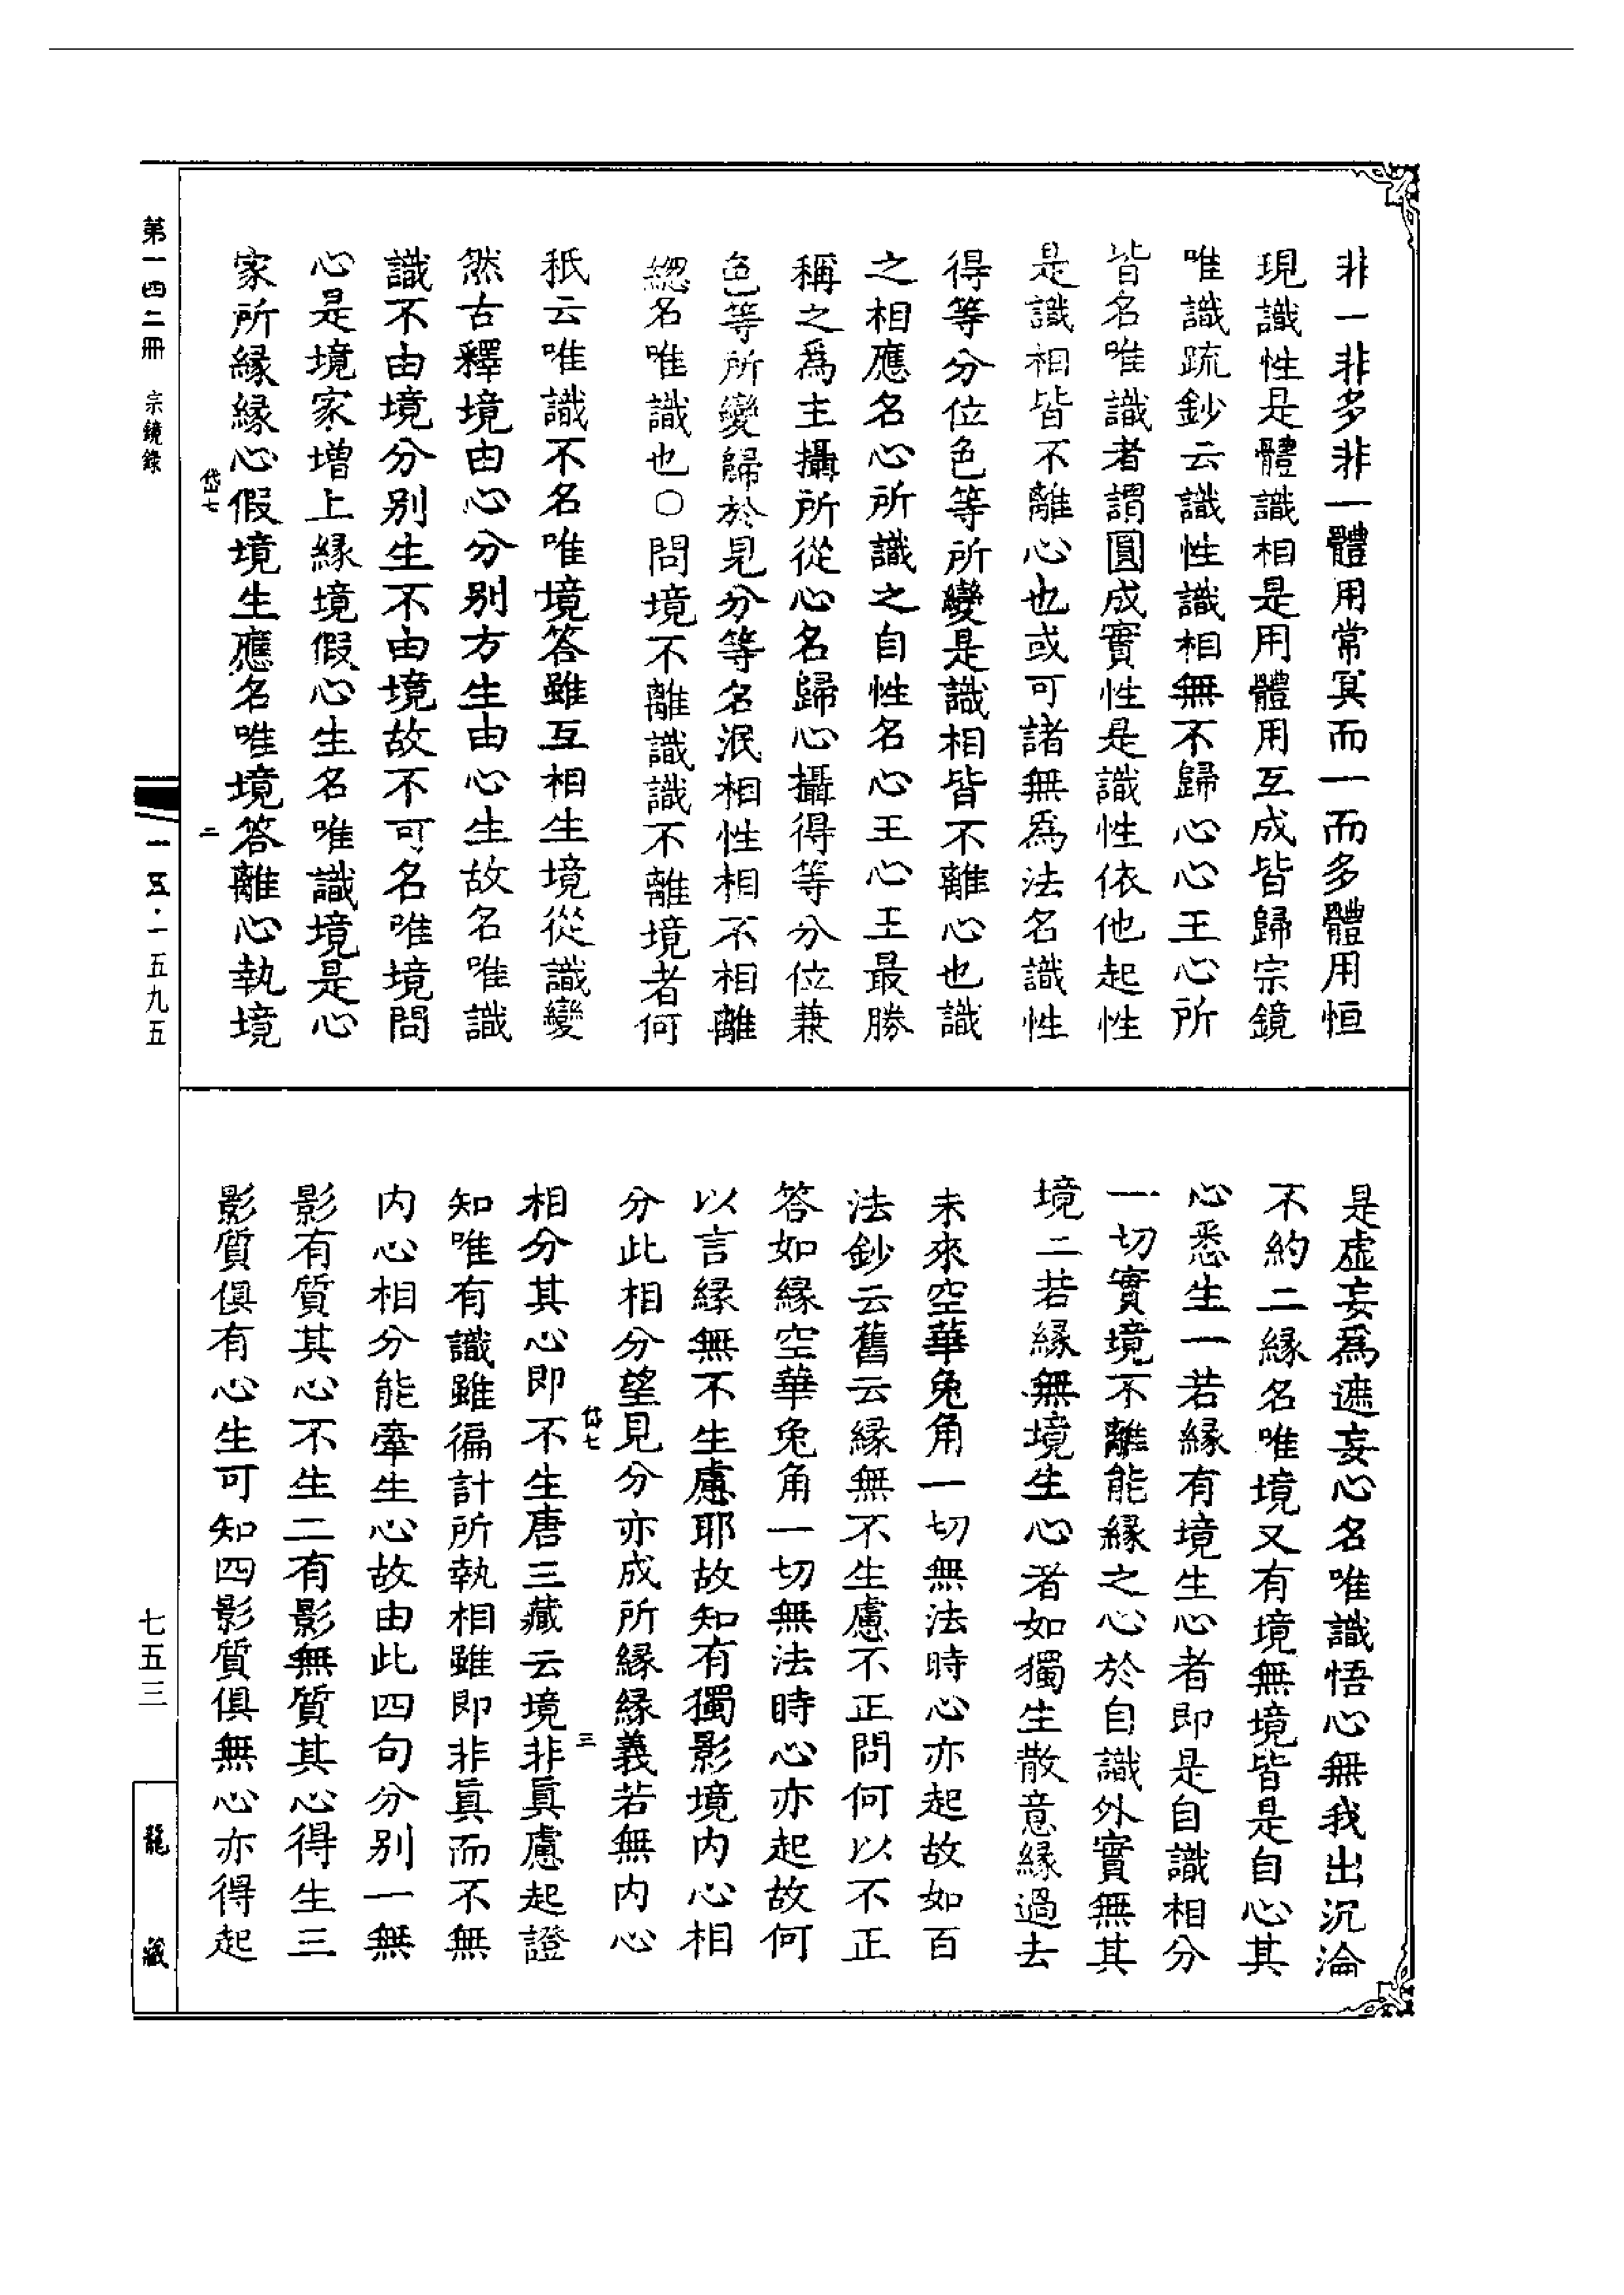 非一非多非一體用常冥而一而多體用恒
現識性是體識相是用體用互成皆歸宗鏡
唯識疏鈔云識性識相無不歸心心王心所
皆名唯識者謂圓成實性是識性依他起性
是識相皆不離心也或可諸無爲法名識性
得等分位色等所變是識相皆不離心也識
之相應名心所識之自性名心王心王最勝
稱之爲主攝所從心名歸心攝得等分位兼
色等所變歸於見分等名泯相性相不相離
緫名唯識也○問境不離識識不離境者何
秖云唯識不名唯境答雖互相生境從識變
然古釋境由心分别方生由心生故名唯識
識不由境分别生不由境故不可名唯境問
心是境家增上緣境假心生名唯識境是心
家所緣緣心假境生應名唯境答離心執境
岱七
二
是虛妄爲遮妄心名唯識悟心無我出沉淪
不約二緣名唯境又有境無境皆是自心其
心悉生一若緣有境生心者即是自識相分
一切實境不離能緣之心於自識外實無其
境二若緣無境生心者如獨生散意緣過去
未來空華兔角一切無法時心亦起故如百
法鈔云舊云緣無不生慮不正問何以不正
答如緣空華兔角一切無法時心亦起故何
以言緣無不生慮耶故知有獨影境内心相
分此相分望見分亦成所緣緣義若無内心
岱七
三
相分其心即不生唐三藏云境非眞慮起證
知唯有識雖徧計所執相雖即非眞而不無
内心相分能牽生心故由此四句分别一無
影有質其心不生二有影無質其心得生三
影質俱有心生可知四影質俱無心亦得起
第一四二冊 宗鏡錄
一一五·一五九五
七五三
龍藏